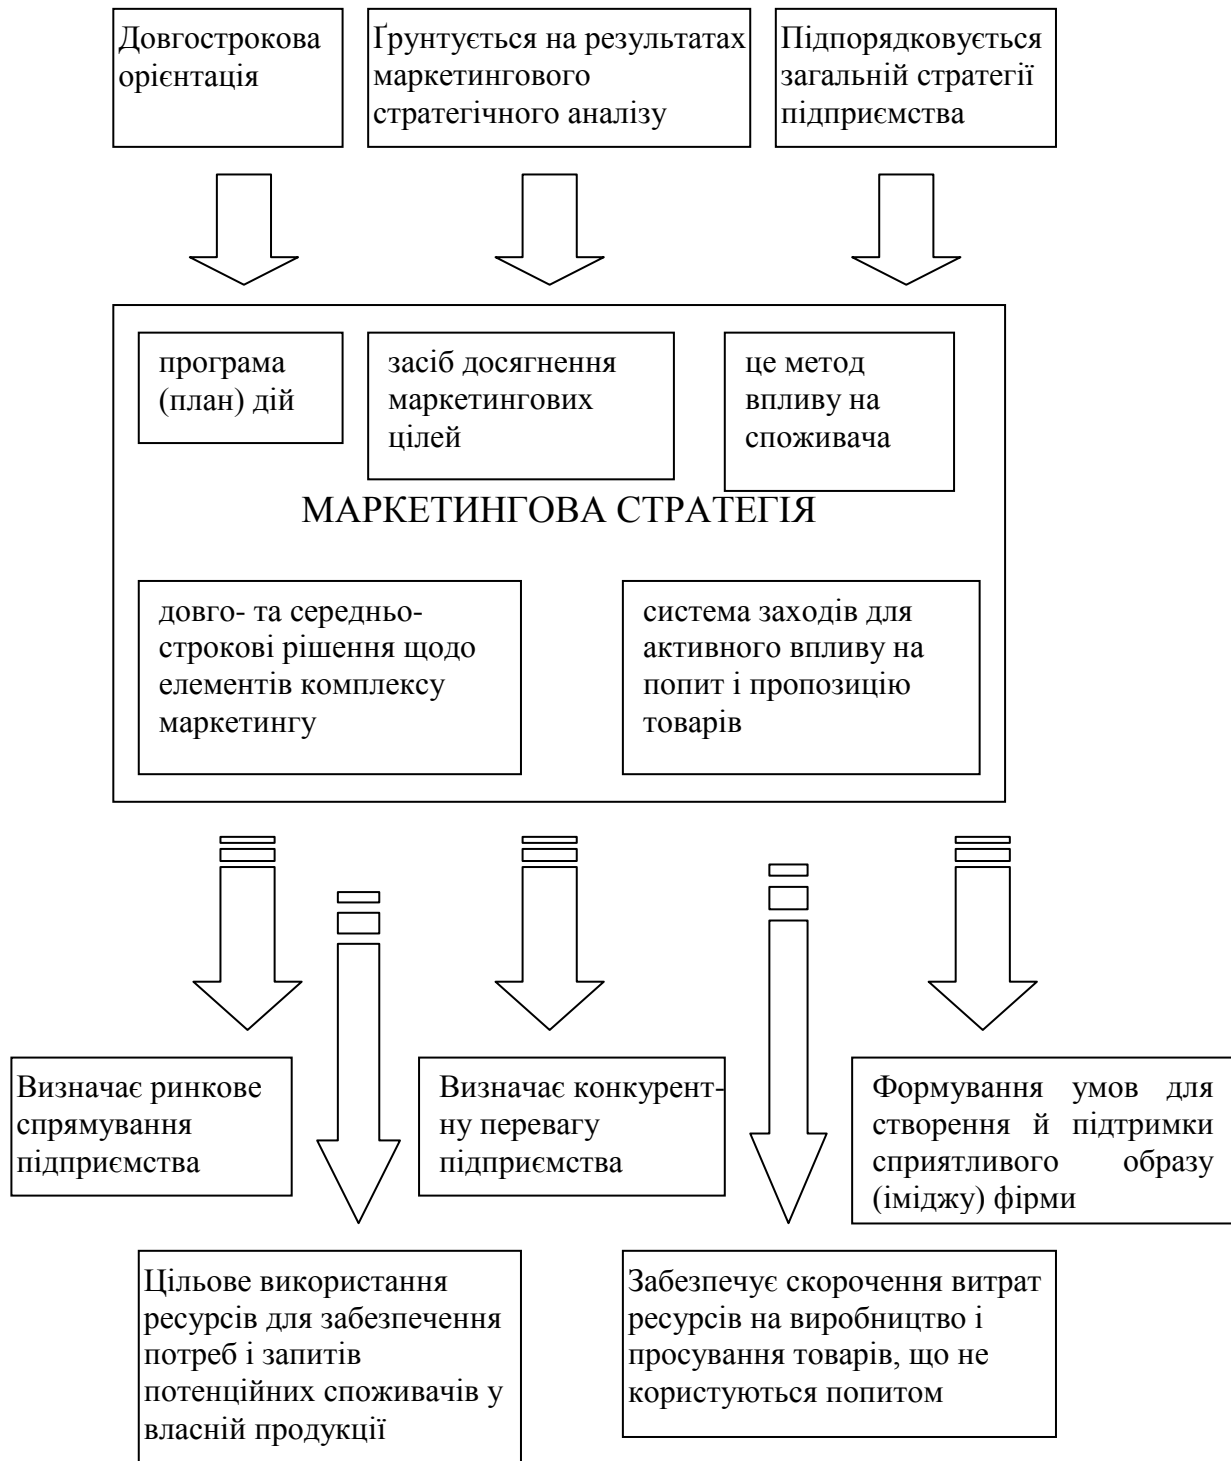 Довгострокова
орієнтація
Ґрунтується на результатах
маркетингового
стратегічного аналізу
Підпорядковується
загальній стратегії
підприємства
програма
(план) дій
засіб досягнення
маркетингових
цілей
це метод
впливу на
споживача
МАРКЕТИНГОВА СТРАТЕГІЯ
довго- та середньо-
строкові рішення щодо
елементів комплексу
маркетингу
система заходів для
активного впливу на
попит і пропозицію
товарів
Визначає ринкове
спрямування
підприємства
Визначає конкурент-
ну перевагу
підприємства
Формування умов для
створення й підтримки
сприятливого образу
(іміджу) фірми
Цільове використання
ресурсів для забезпечення
потреб і запитів
потенційних споживачів у
власній продукції
Забезпечує скорочення витрат
ресурсів на виробництво і
просування товарів, що не
користуються попитом